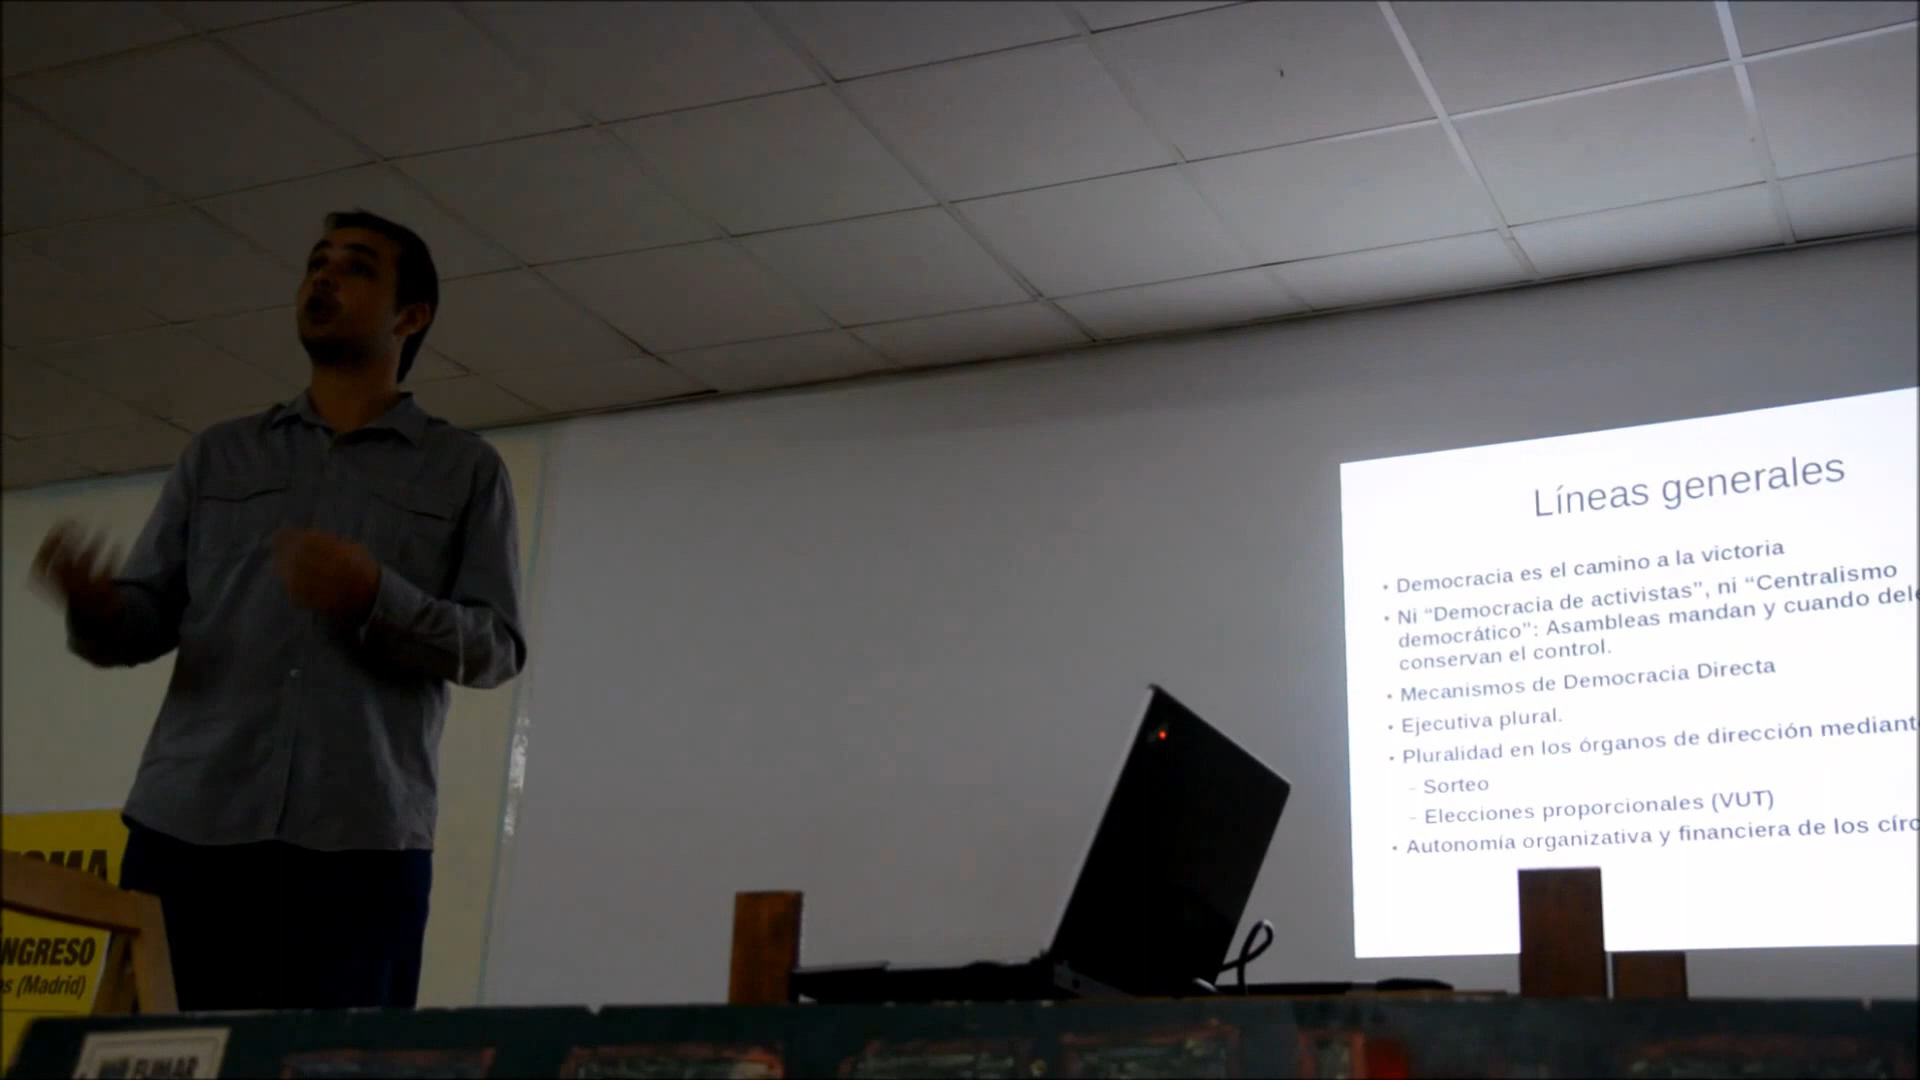 Líneas generales
• Democracia es el camino a la victoria
• Ni “Democracia de activistas”, ni “Centralismo
democrático”: Asambleas mandan y cuando
conservan el control.
• Mecanismos de Democracia Directa
• Ejecutiva plural.
• Pluralidad en los órganos de dirección
– Sorteo
– Elecciones proporcionales (VUT)
• Autonomía organizativa y financiera de los
(Madrid)
FUMAR